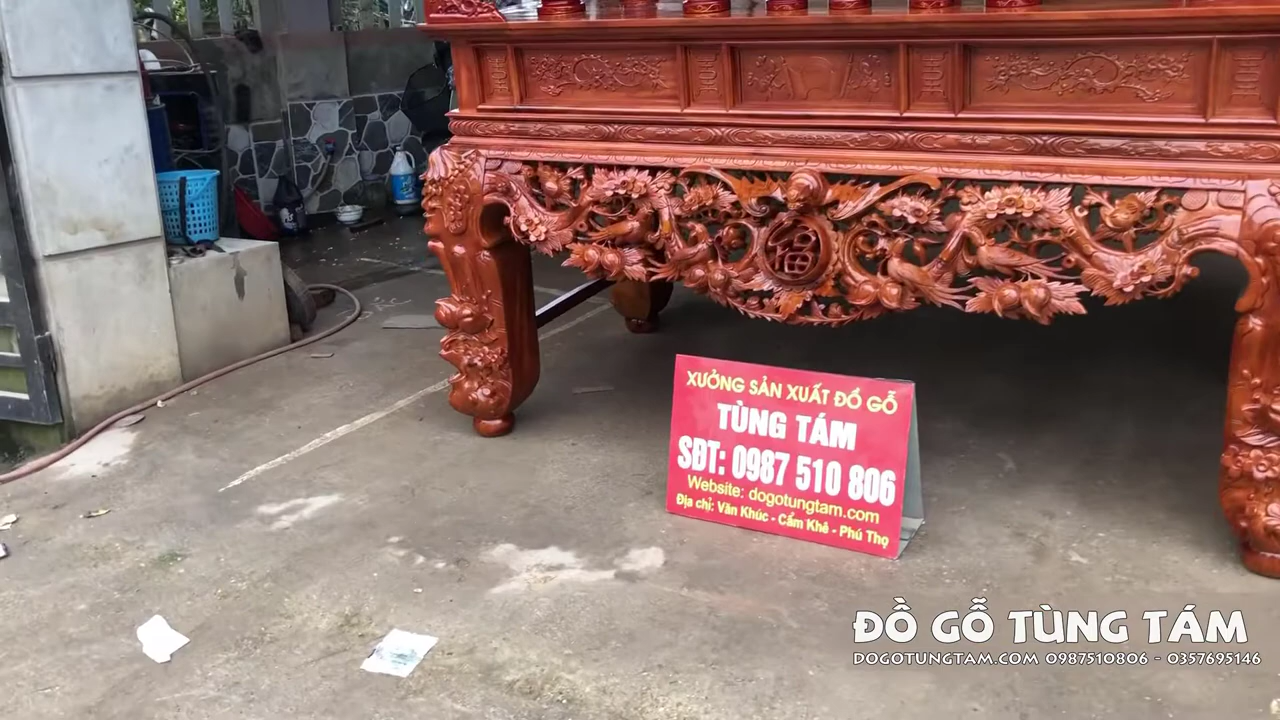 福
XƯỞNG SẢN XUẤT ĐỒ GỖ
TÙNG TÁM
SĐT: 0987 510 806
Website: dogotungtam.com
Địa chỉ: Văn Khúc - Cẩm Khê - Phú Thọ
ĐỒ GỖ TÙNG TÁM
DOGOTUNGTAM.COM 0987510806 - 0357695146